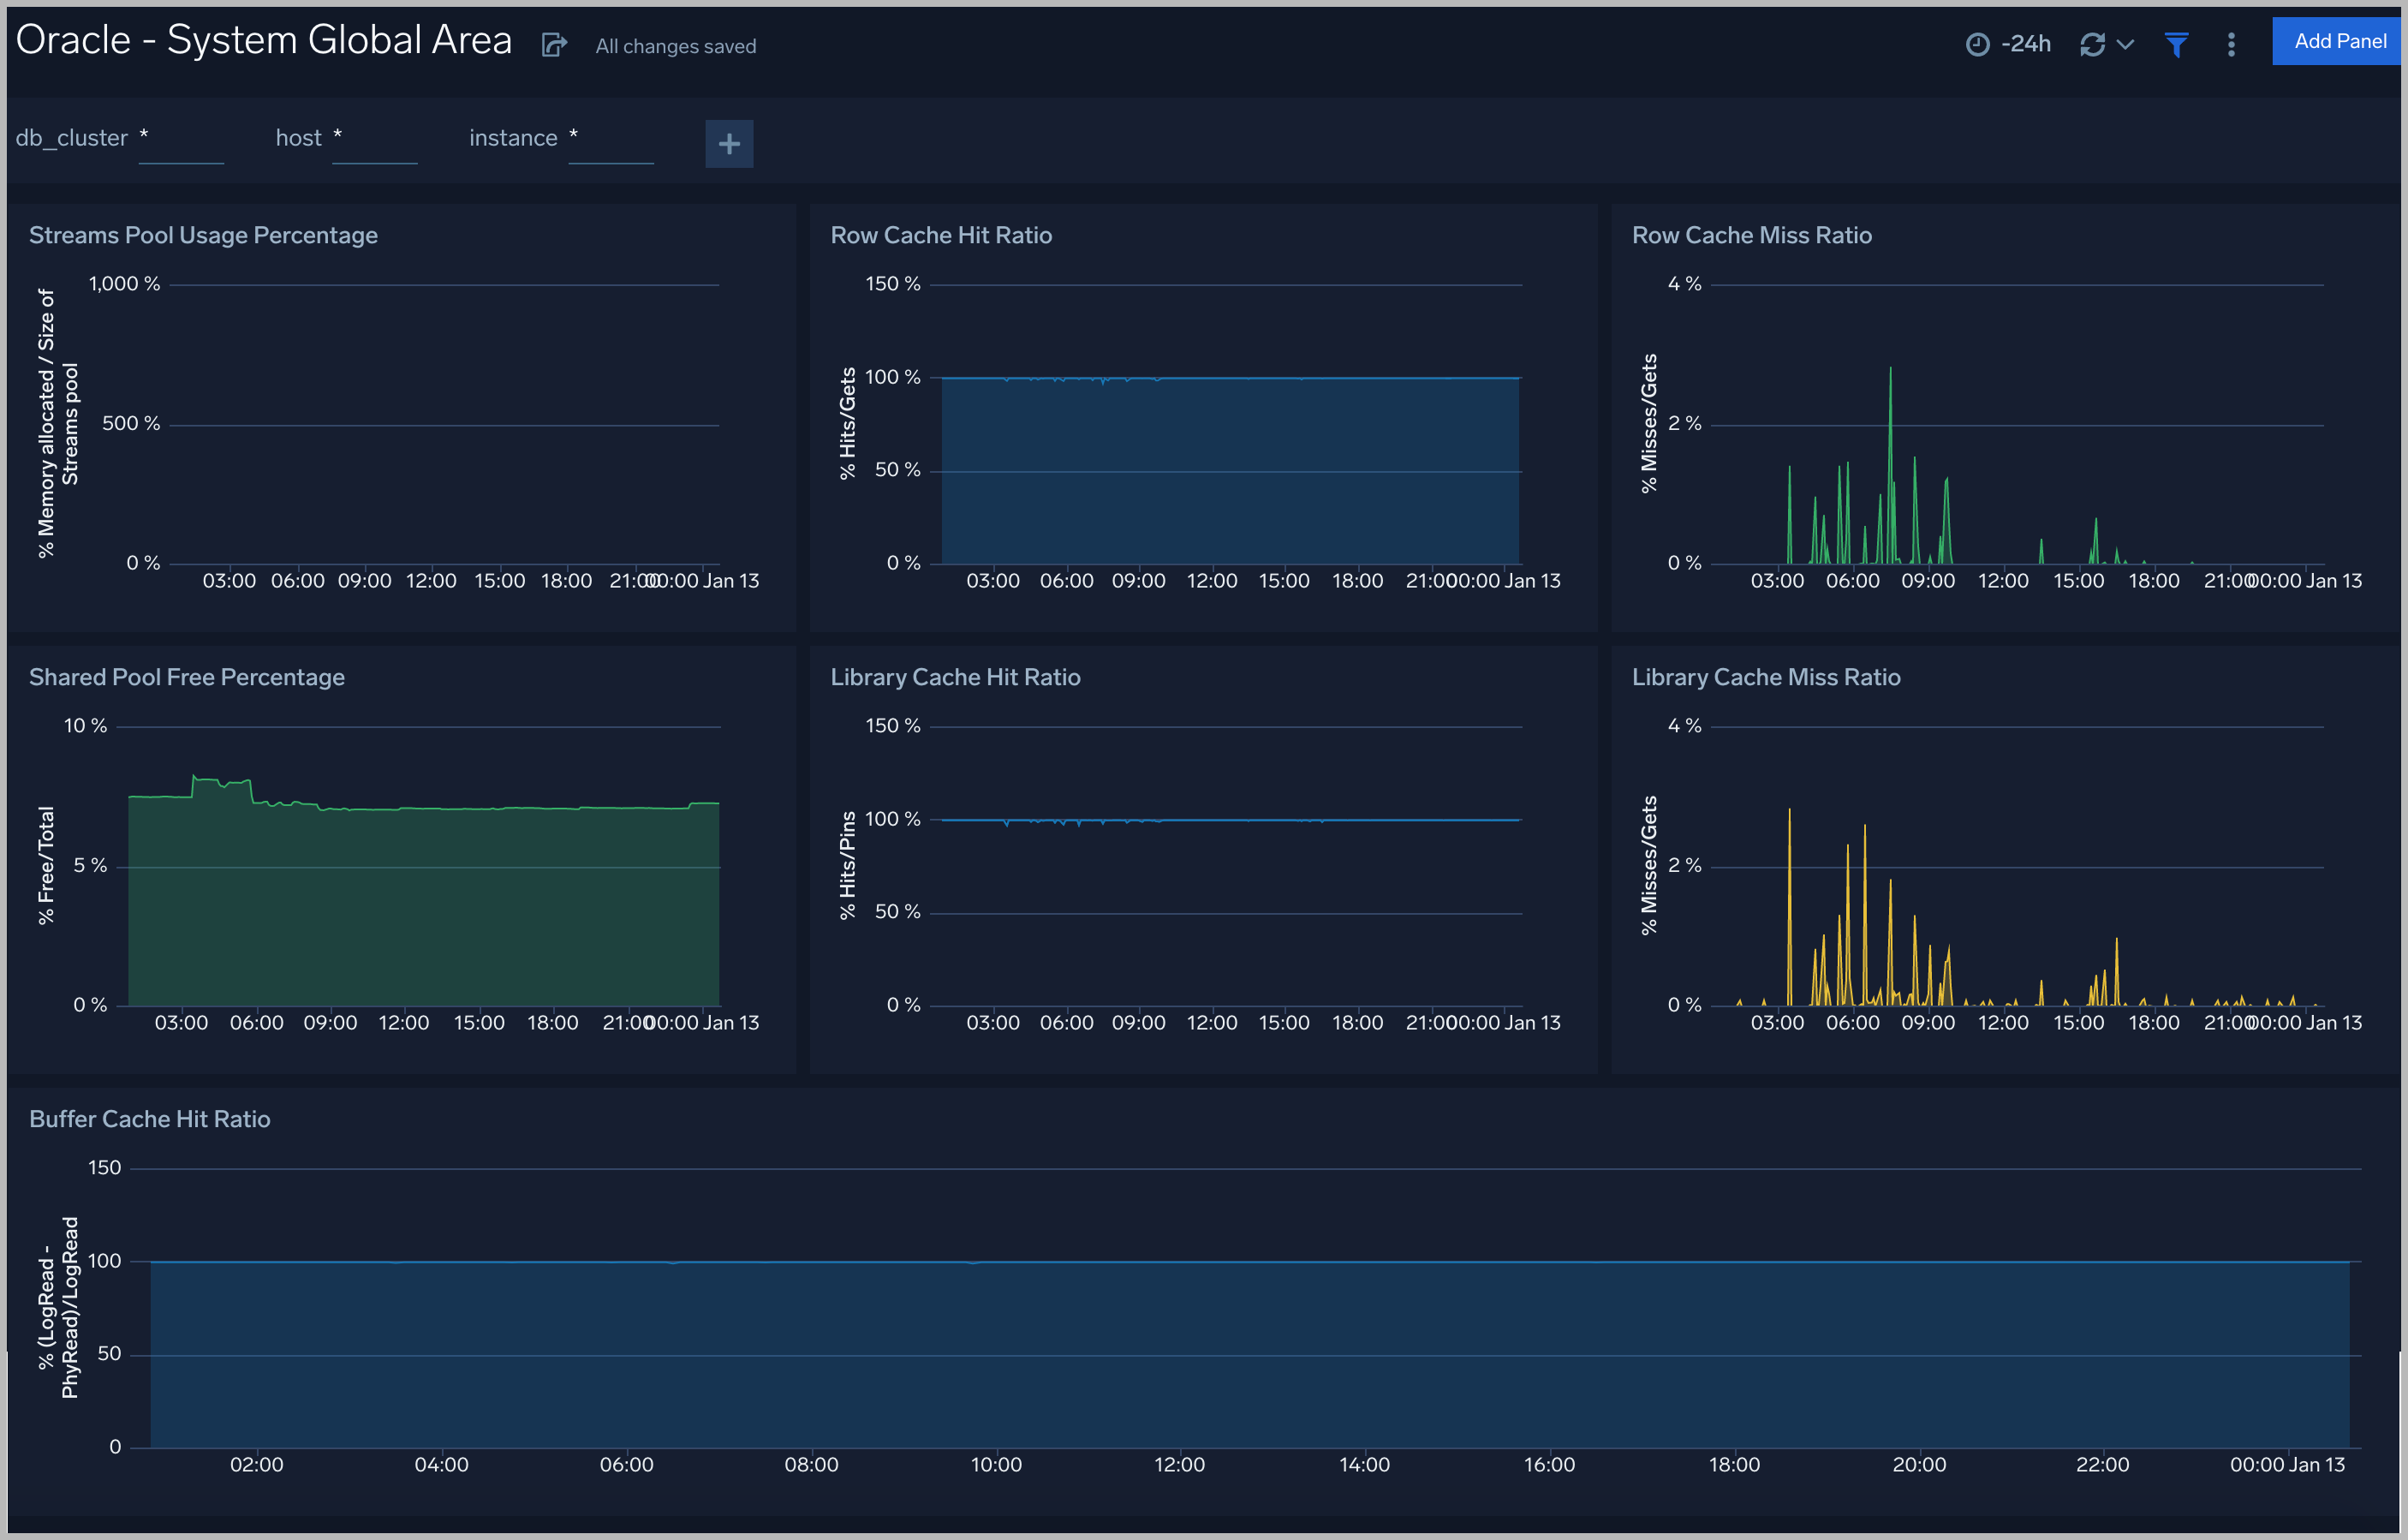 Oracle - System Global Area
All changes saved
-24h
Add Panel
db_cluster *
host *
instance *
+
Streams Pool Usage Percentage
% Memory allocated / Size of
Streams pool
1,000 %
500 %
0 %
03:00 06:00 09:00 12:00 15:00 18:00 21:00 00:00 Jan 13
Row Cache Hit Ratio
% Hits/Gets
150 %
100 %
50 %
0 %
03:00 06:00 09:00 12:00 15:00 18:00 21:00 00:00 Jan 13
Row Cache Miss Ratio
% Misses/Gets
4 %
2 %
0 %
03:00 06:00 09:00 12:00 15:00 18:00 21:00 00:00 Jan 13
Shared Pool Free Percentage
% Free/Total
10 %
5 %
0 %
03:00 06:00 09:00 12:00 15:00 18:00 21:00 00:00 Jan 13
Library Cache Hit Ratio
% Hits/Pins
150 %
100 %
50 %
0 %
03:00 06:00 09:00 12:00 15:00 18:00 21:00 00:00 Jan 13
Library Cache Miss Ratio
% Misses/Gets
4 %
2 %
0 %
03:00 06:00 09:00 12:00 15:00 18:00 21:00 00:00 Jan 13
Buffer Cache Hit Ratio
% (LogRead -
PhyRead)/LogRead
150
100
50
0
02:00 04:00 06:00 08:00 10:00 12:00 14:00 16:00 18:00 20:00 22:00 00:00 Jan 13